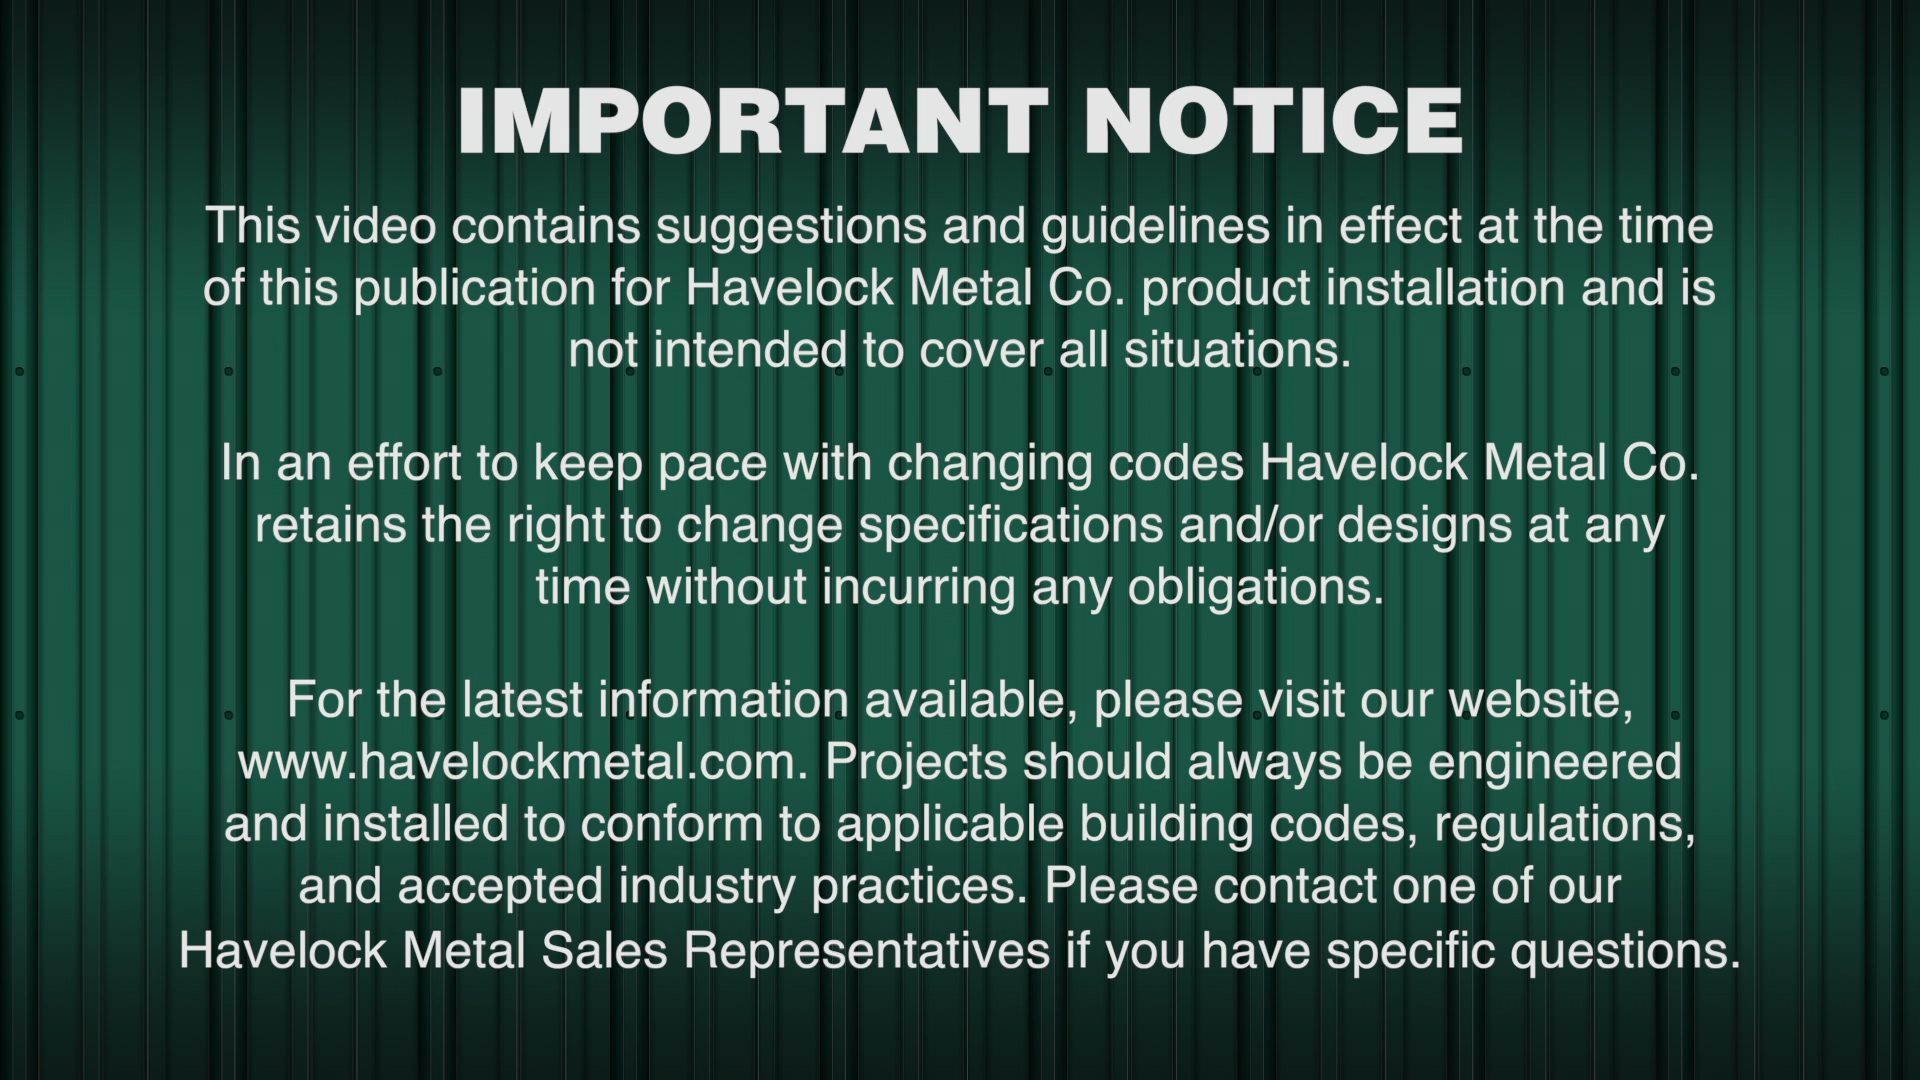 IMPORTANT NOTICE
This video contains suggestions and guidelines in effect at the time
of this publication for Havelock Metal Co. product installation and is
not intended to cover all situations.
In an effort to keep pace with changing codes Havelock Metal Co.
retains the right to change specifications and/or designs at any
time without incurring any obligations.
For the latest information available, please visit our website,
www.havelockmetal.com. Projects should always be engineered
and installed to conform to applicable building codes, regulations,
and accepted industry practices. Please contact one of our
Havelock Metal Sales Representatives if you have specific questions.